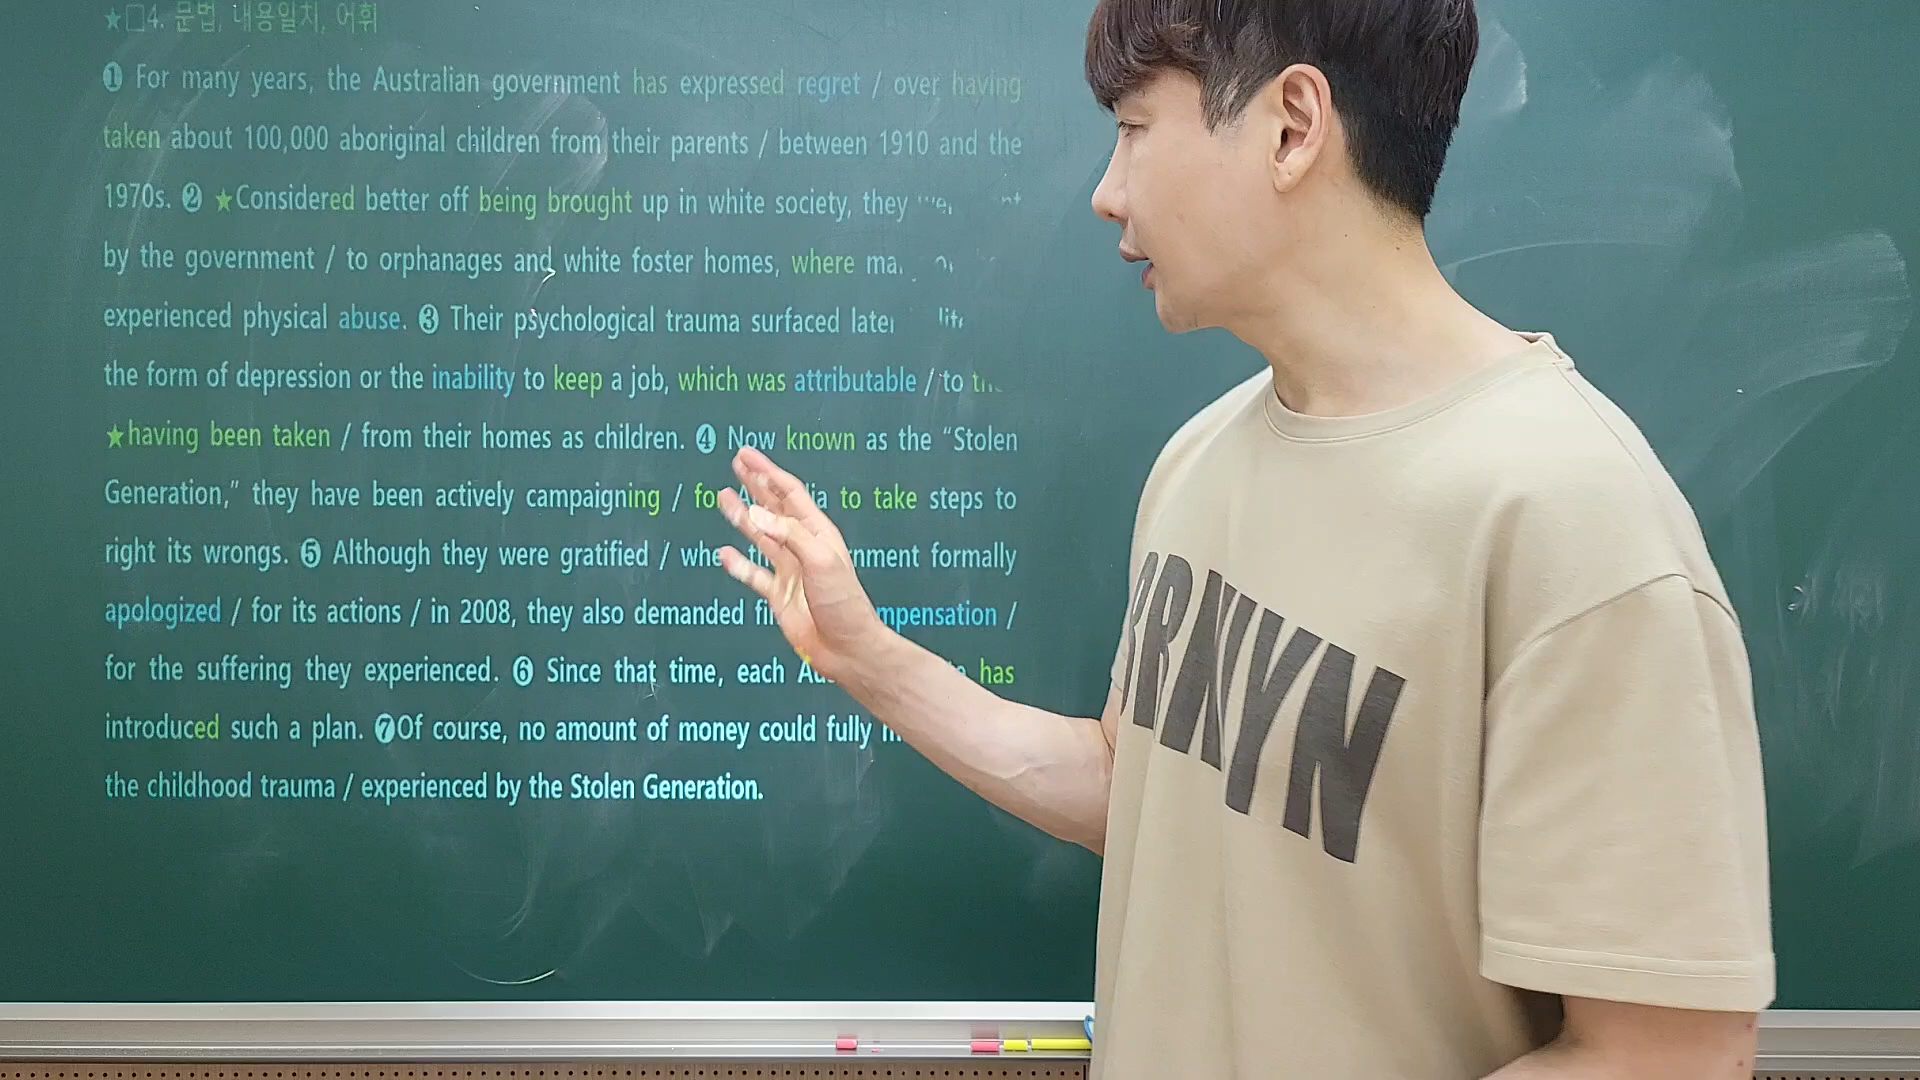 ★□4. 문법, 내용일치, 어휘
❶ For many years, the Australian government has expressed regret / over having
taken about 100,000 aboriginal children from their parents / between 1910 and the
1970s. ❷ ★Considered better off being brought up in white society, they
by the government / to orphanages and white foster homes, where
experienced physical abuse. ❸ Their psychological trauma surfaced later
the form of depression or the inability to keep a job, which was attributable / to
★having been taken / from their homes as children. ❹ Now known as the “Stolen
Generation,” they have been actively campaigning / for to take steps to
right its wrongs. ❺ Although they were gratified / formally
apologized / for its actions / in 2008, they also demanded /
for the suffering they experienced. ❻ Since that time, each has
introduced such a plan. ❼Of course, no amount of money could fully
the childhood trauma / experienced by the Stolen Generation.
RRNYN